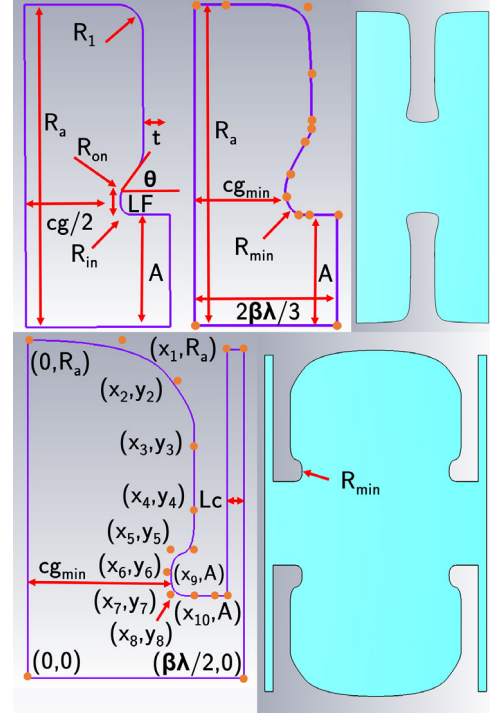 R₁
Rₐ
t
Rₒₙ
θ
LF
cg/2
Rᵢₙ
A
Rₐ
cgₘᵢₙ
Rₘᵢₙ
A
2βλ/3
(0,Rₐ)
(x₁,Rₐ)
(x₂,y₂)
(x₃,y₃)
(x₄,y₄)
Lc
(x₅,y₅)
cgₘᵢₙ
(x₆,y₆)
(x₉,A)
(x₇,y₇)
(x₁₀,A)
(x₈,y₈)
(0,0)
(βλ/2,0)
Rₘᵢₙ